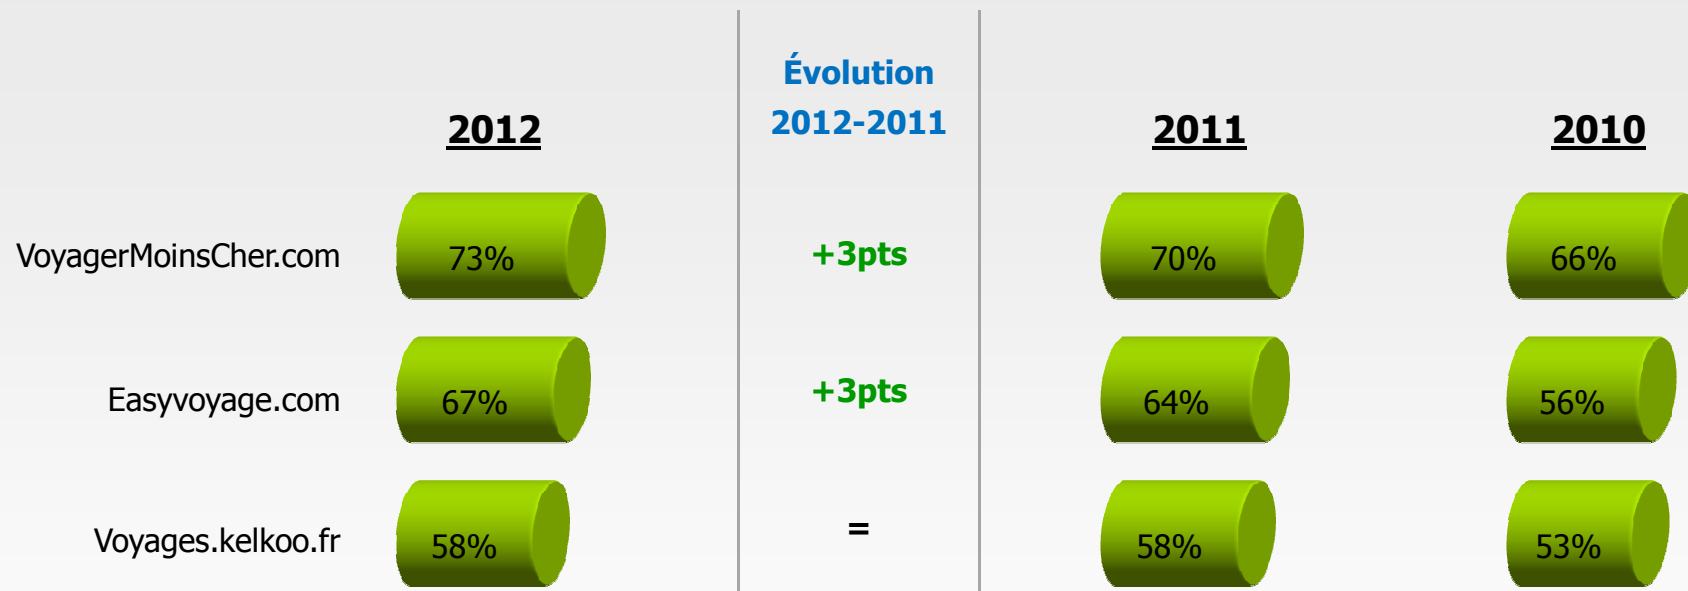 Évolution
2012-2011
2012
2011
2010
VoyagerMoinsCher.com 73% +3pts 70% 66%
Easyvoyage.com 67% +3pts 64% 56%
Voyages.kelkoo.fr 58% = 58% 53%